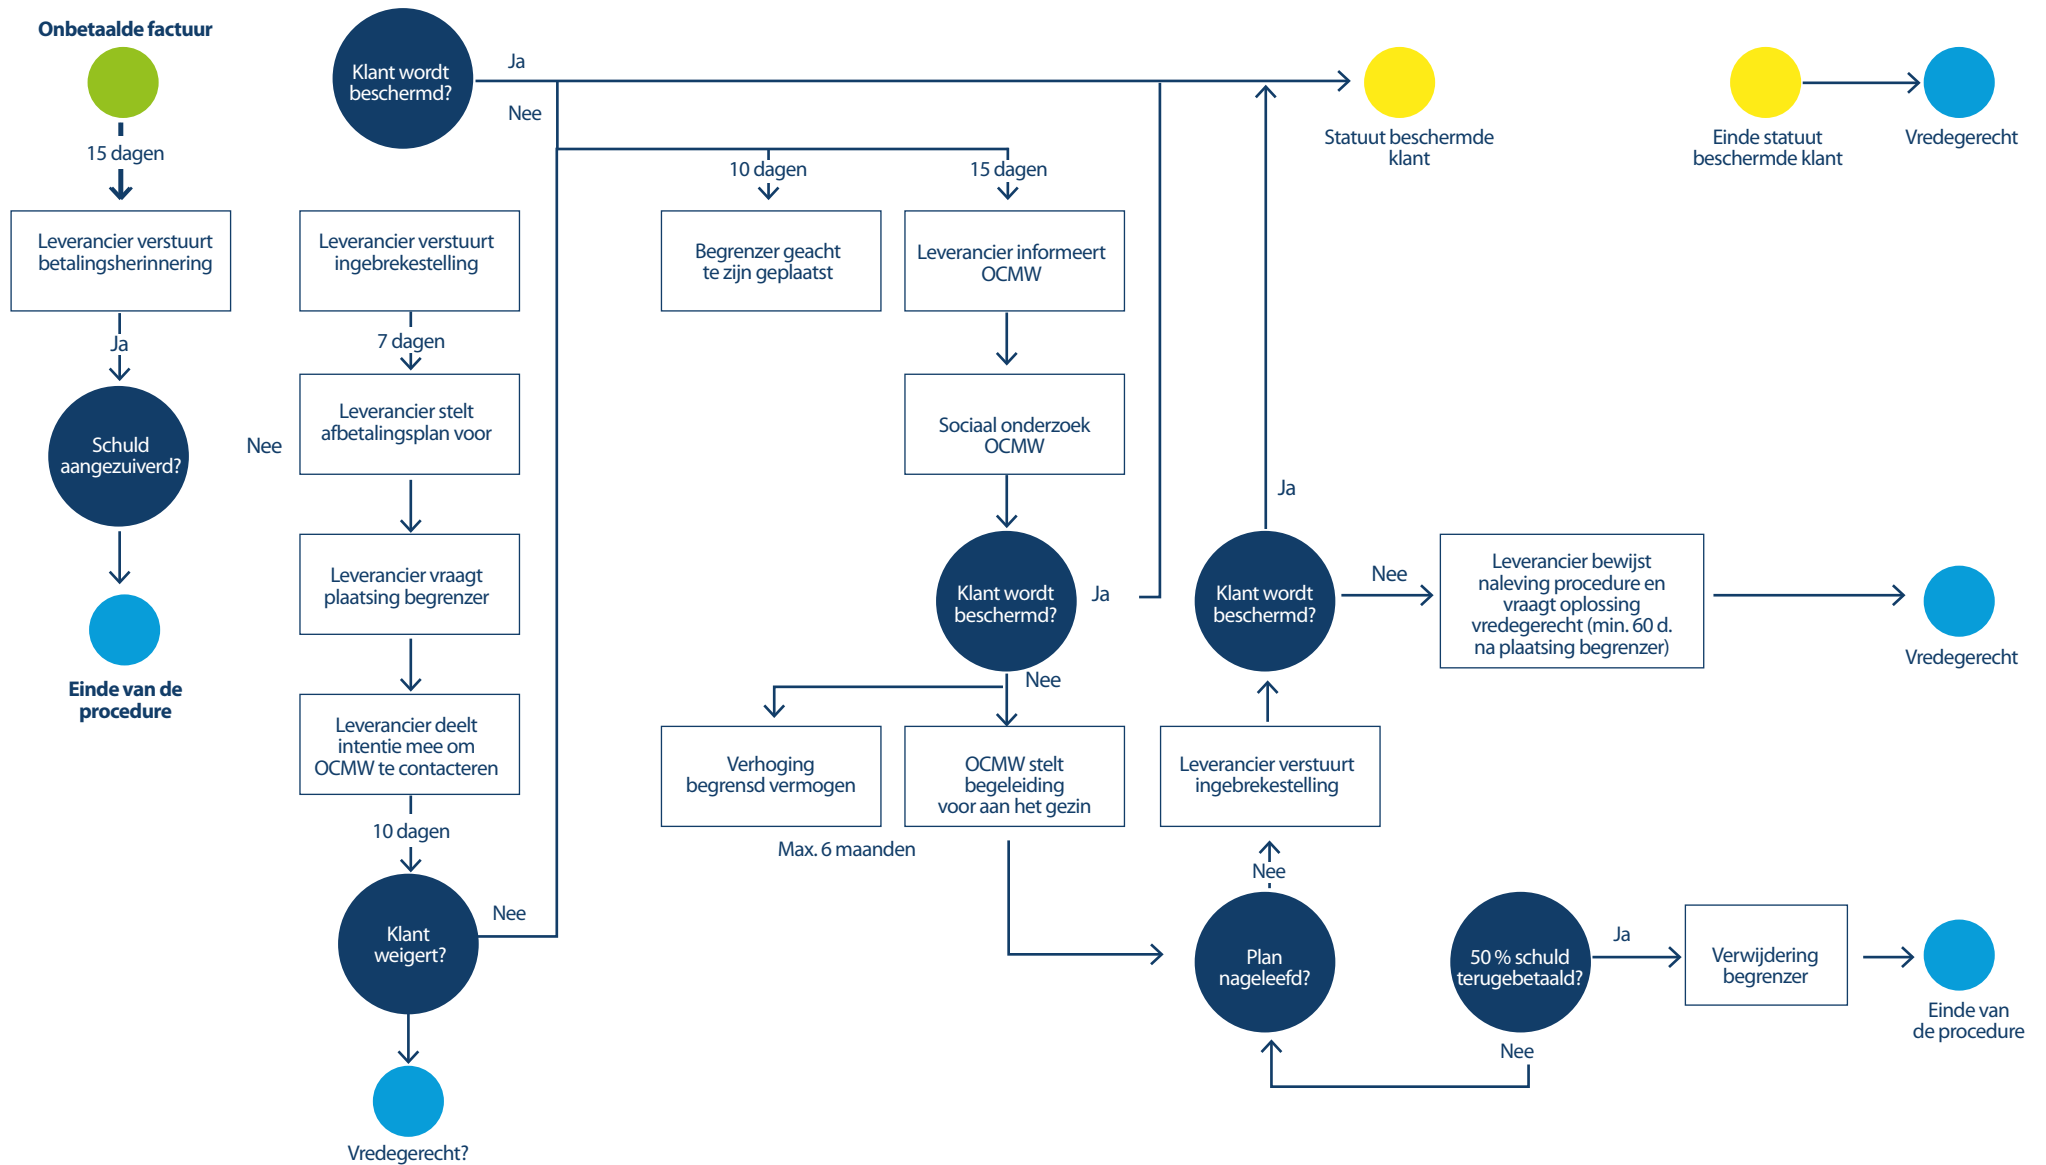 Onbetaalde factuur
15 dagen
Leverancier verstuurt
betalingsherinnering
Ja
Schuld
aangezuiverd?
Nee
Einde van de
procedure
Klant wordt
beschermd?
Ja
Nee
Leverancier verstuurt
ingebrekestelling
7 dagen
Leverancier stelt
afbetalingsplan voor
Leverancier vraagt
plaatsing begrenzer
Leverancier deelt
intentie mee om
OCMW te contacteren
10 dagen
Klant
weigert?
Nee
Vredegerecht?
10 dagen
Begrenzer geacht
te zijn geplaatst
15 dagen
Leverancier informeert
OCMW
Sociaal onderzoek
OCMW
Klant wordt
beschermd?
Ja
Nee
Verhoging
begrensd vermogen
OCMW stelt
begeleiding
voor aan het gezin
Max. 6 maanden
Plan
nageleefd?
Nee
Leverancier verstuurt
ingebrekestelling
Klant wordt
beschermd?
Ja
Nee
Leverancier bewijst
naleving procedure en
vraagt oplossing
vredegerecht (min. 60 d.
na plaatsing begrenzer)
Vredegerecht
50 % schuld
terugbetaald?
Ja
Nee
Verwijdering
begrenzer
Einde van
de procedure
Statuut beschermde
klant
Einde statuut
beschermde klant
Vredegerecht